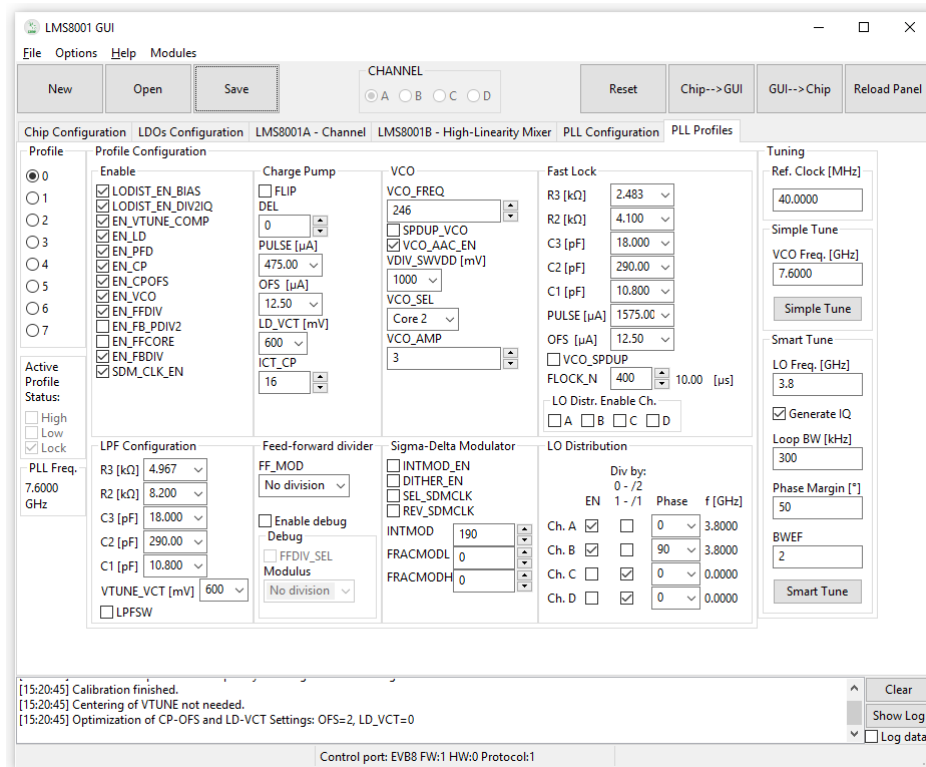 LMS8001 GUI
File Options Help Modules
New Open Save
CHANNEL
A B C D
Reset Chip-->GUI GUI-->Chip Reload Panel
Chip Configuration LDOs Configuration LMS8001A - Channel LMS8001B - High-Linearity Mixer PLL Configuration PLL Profiles
Profile
0
1
2
3
4
5
6
7
Active
Profile
Status:
High
Low
Lock
PLL Freq.
7.6000
GHz
Profile Configuration
Enable
LODIST_EN_BIAS
LODIST_EN_DIV2IQ
EN_VTUNE_COMP
EN_LD
EN_PFD
EN_CP
EN_CPOFS
EN_VCO
EN_FFDIV
EN_FB_PDIV2
EN_FFCORE
EN_FBDIV
SDM_CLK_EN
Charge Pump
FLIP
DEL
0
PULSE [µA]
475.00
OFS [µA]
12.50
LD_VCT [mV]
600
ICT_CP
16
VCO
VCO_FREQ
246
SPDUP_VCO
VCO_AAC_EN
VDIV_SWVDD [mV]
1000
VCO_SEL
Core 2
VCO_AMP
3
Fast Lock
R3 [kΩ] 2.483
R2 [kΩ] 4.100
C3 [pF] 18.000
C2 [pF] 290.00
C1 [pF] 10.800
PULSE [µA] 1575.00
OFS [µA] 12.50
VCO_SPDUP
FLOCK_N 400 10.00 [µs]
LO Distr. Enable Ch.
A B C D
LPF Configuration
R3 [kΩ] 4.967
R2 [kΩ] 8.200
C3 [pF] 18.000
C2 [pF] 290.00
C1 [pF] 10.800
VTUNE_VCT [mV] 600
LPFSW
Feed-forward divider
FF_MOD
No division
Enable debug
Debug
FFDIV_SEL
Modulus
No division
Sigma-Delta Modulator
INTMOD_EN
DITHER_EN
SEL_SDMCLK
REV_SDMCLK
INTMOD 190
FRACMODL 0
FRACMODH 0
LO Distribution
Div by:
0 - /2
EN 1 - /1 Phase f [GHz]
Ch. A 0 3.8000
Ch. B 90 3.8000
Ch. C 0 0.0000
Ch. D 0 0.0000
Tuning
Ref. Clock [MHz]
40.0000
Simple Tune
VCO Freq. [GHz]
7.6000
Simple Tune
Smart Tune
LO Freq. [GHz]
3.8
Generate IQ
Loop BW [kHz]
300
Phase Margin [°]
50
BWEF
2
Smart Tune
[15:20:45] Calibration finished.
[15:20:45] Centering of VTUNE not needed.
[15:20:45] Optimization of CP-OFS and LD-VCT Settings: OFS=2, LD_VCT=0
Clear
Show Log
Log data
Control port: EVB8 FW:1 HW:0 Protocol:1